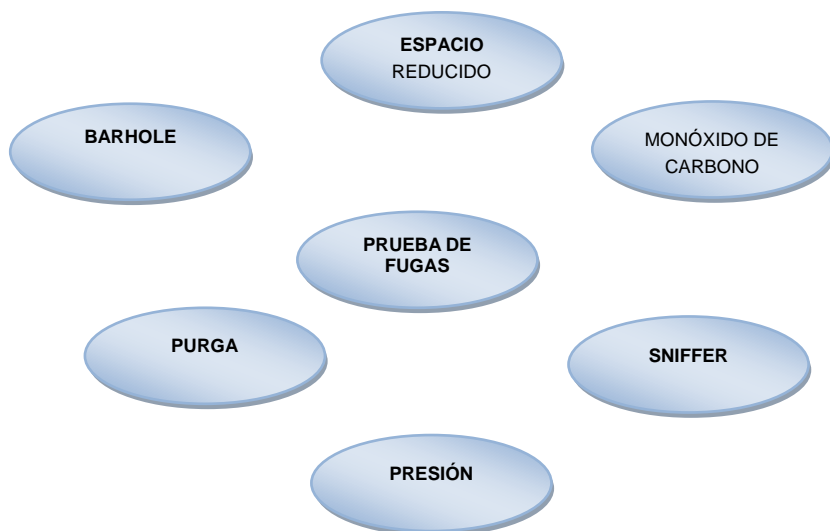 ESPACIO
REDUCIDO
BARHOLE
MONÓXIDO DE
CARBONO
PRUEBA DE
FUGAS
PURGA
SNIFFER
PRESIÓN